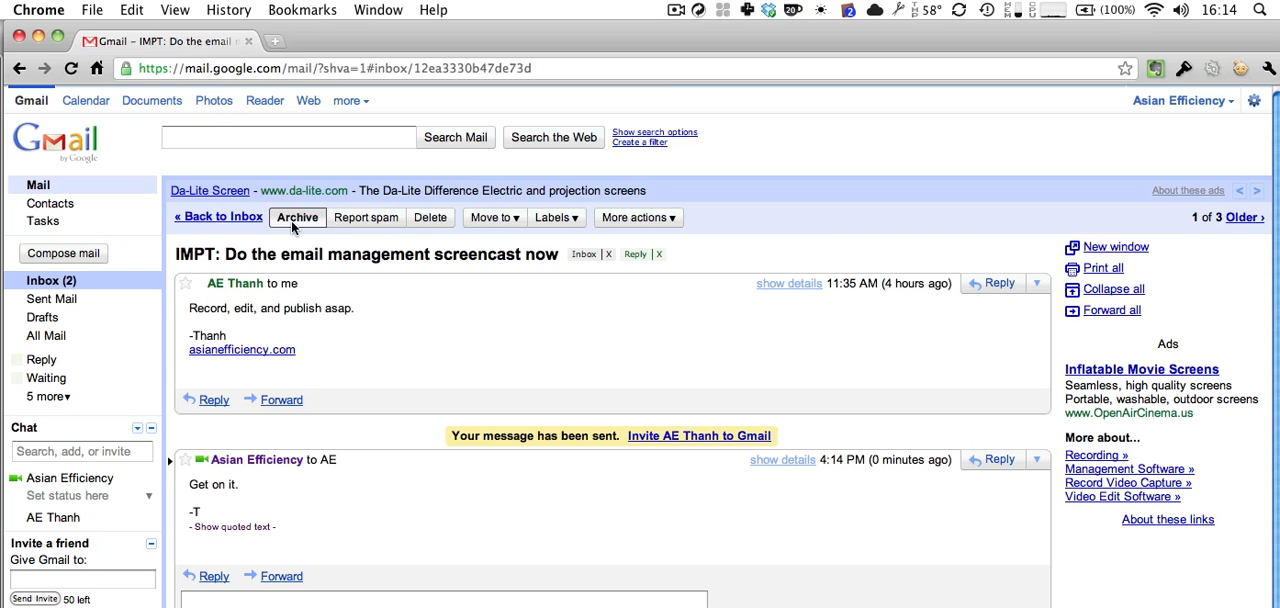 Chrome File Edit View History Bookmarks Window Help 20P 2 58° (100%) 16:14
Gmail – IMPT: Do the email
https://mail.google.com/mail/?shva=1#inbox/12ea3330b47de73d
Gmail Calendar Documents Photos Reader Web more Asian Efficiency
Gmail by Google
Search Mail Search the Web Show search options
Create a filter
Mail
Contacts
Tasks
Compose mail
Inbox (2)
Sent Mail
Drafts
All Mail
Reply
Waiting
5 more
Chat
Search, add, or invite
Asian Efficiency
Set status here
AE Thanh
Invite a friend
Give Gmail to:
Send Invite 50 left
Da-Lite Screen - www.da-lite.com - The Da-Lite Difference Electric and projection screens About these ads < >
« Back to Inbox Archive Report spam Delete Move to Labels More actions 1 of 3 Older ›
IMPT: Do the email management screencast now Inbox X Reply X
AE Thanh to me show details 11:35 AM (4 hours ago) Reply
Record, edit, and publish asap.
-Thanh
asianefficiency.com
Reply Forward
Your message has been sent. Invite AE Thanh to Gmail
Asian Efficiency to AE show details 4:14 PM (0 minutes ago) Reply
Get on it.
-T
- Show quoted text -
Reply Forward
New window
Print all
Collapse all
Forward all
Ads
Inflatable Movie Screens
Seamless, high quality screens
Portable, washable, outdoor screens
www.OpenAirCinema.us
More about...
Recording »
Management Software »
Record Video Capture »
Video Edit Software »
About these links